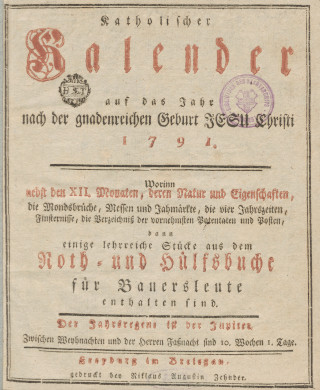 Katholischer
Kalender
auf das Jahr
nach der gnadenreichen Geburt JESU Christi
1791.
Worinn
nebst den XII. Monaten, deren Natur und Eigenschaften,
die Mondsbrüche, Messen und Jahrmärkte, die vier Jahrszeiten,
Finsternisse, die Verzeichniß der vornehmsten Potentaten und Posten,
dann
einige lehrreiche Stücke aus dem
Noth- und Hülfsbuche
für Bauersleute
enthalten sind.
Der Jahrsregent ist der Jupiter.
Zwischen Weyhnachten und der Herren Faßnacht sind 10. Wochen 1. Tage.
Freyburg im Breisgau,
gedruckt bey Niklaus Augustin Zehnder.